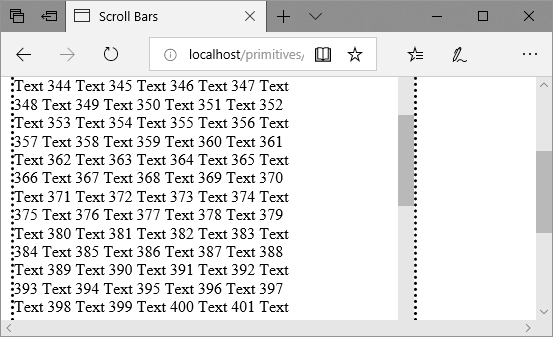 Scroll Bars
localhost/primitives/
Text 344 Text 345 Text 346 Text 347 Text
348 Text 349 Text 350 Text 351 Text 352
Text 353 Text 354 Text 355 Text 356 Text
357 Text 358 Text 359 Text 360 Text 361
Text 362 Text 363 Text 364 Text 365 Text
366 Text 367 Text 368 Text 369 Text 370
Text 371 Text 372 Text 373 Text 374 Text
375 Text 376 Text 377 Text 378 Text 379
Text 380 Text 381 Text 382 Text 383 Text
384 Text 385 Text 386 Text 387 Text 388
Text 389 Text 390 Text 391 Text 392 Text
393 Text 394 Text 395 Text 396 Text 397
Text 398 Text 399 Text 400 Text 401 Text